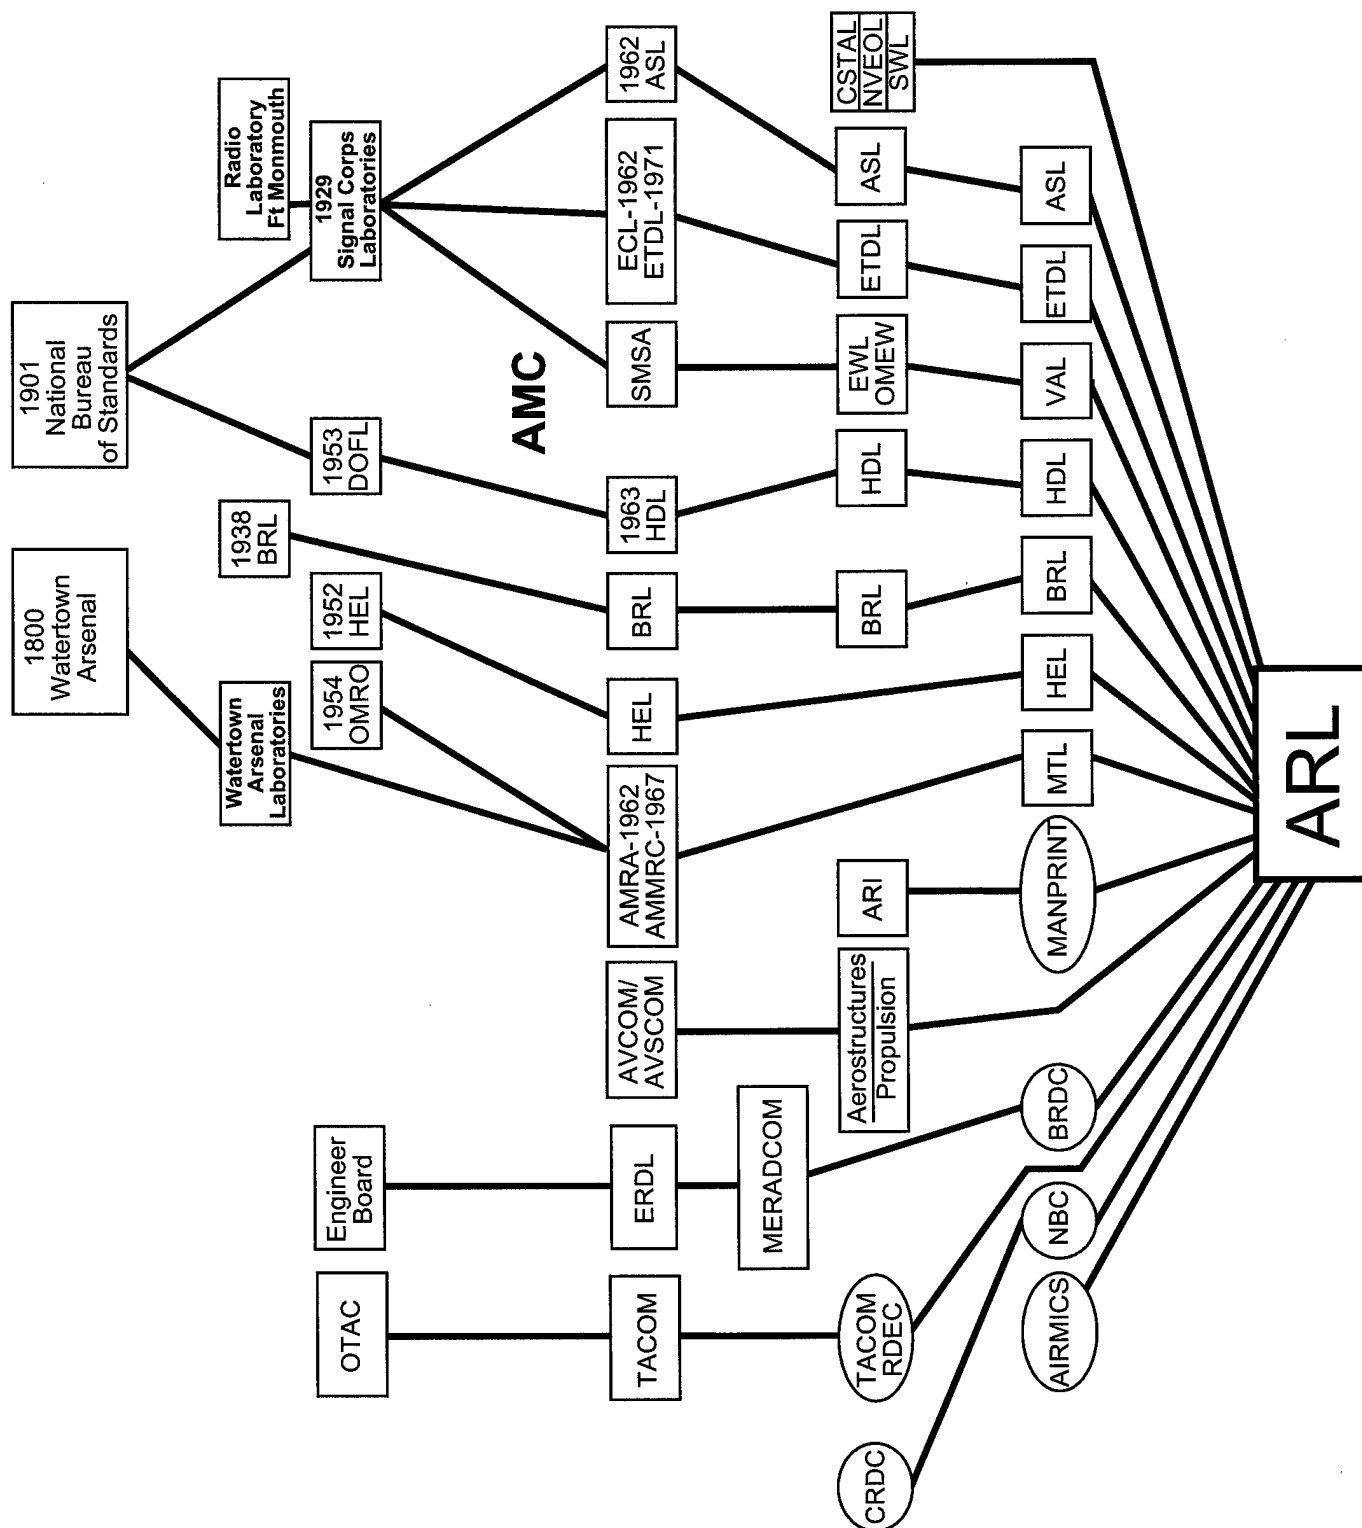 1800
Watertown
Arsenal
1901
National
Bureau
of Standards
Watertown
Arsenal
Laboratories
1938
BRL
Radio
Laboratory
Ft Monmouth
OTAC
Engineer
Board
1954
OMRO
1952
HEL
1953
DOFL
1929
Signal Corps
Laboratories
AMC
TACOM
ERDL
AVCOM/
AVSCOM
AMRA-1962
AMMRC-1967
HEL
BRL
1963
HDL
SMSA
ECL-1962
ETDL-1971
1962
ASL
MERADCOM
CRDC
TACOM
RDEC
Aerostructures
Propulsion
ARI
BRL
HDL
EWL
OMEW
ETDL
ASL
CSTAL
NVEOL
SWL
AIRMICS
NBC
BRDC
MANPRINT
MTL
HEL
BRL
HDL
VAL
ETDL
ASL
ARL